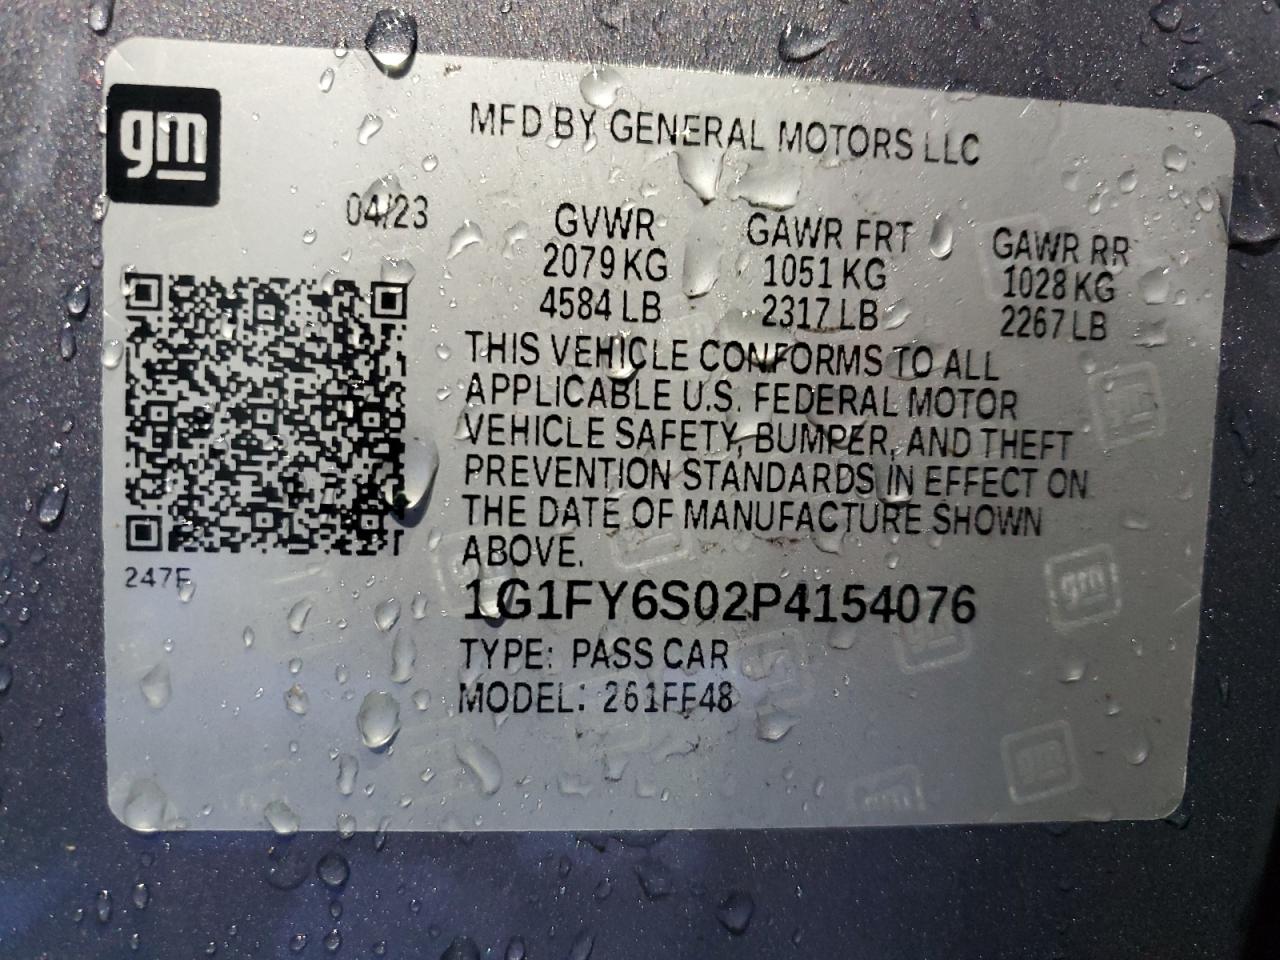 gm
MFD BY GENERAL MOTORS LLC
04/23
GVWR GAWR FRT GAWR RR
2079 KG 1051 KG 1028 KG
4584 LB 2317 LB 2267 LB
THIS VEHICLE CONFORMS TO ALL
APPLICABLE U.S. FEDERAL MOTOR
VEHICLE SAFETY, BUMPER, AND THEFT
PREVENTION STANDARDS IN EFFECT ON
THE DATE OF MANUFACTURE SHOWN
ABOVE.
247F
1G1FY6S02P4154076
TYPE: PASS CAR
MODEL: 261FF48